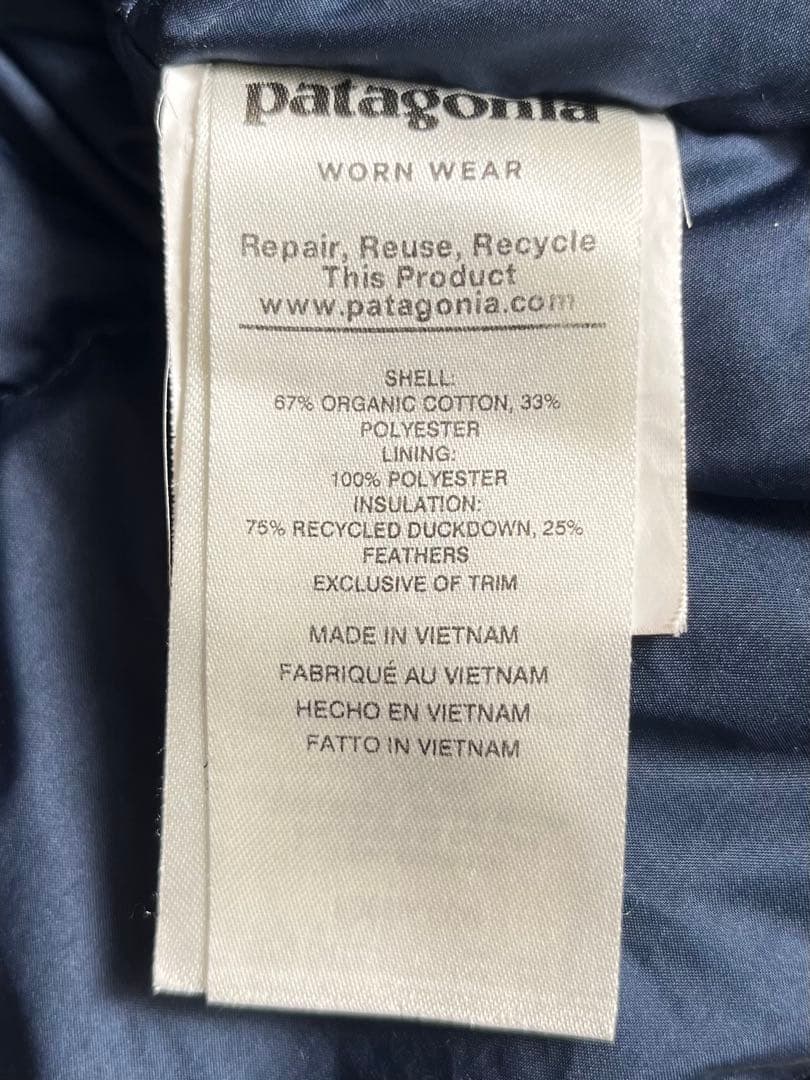 patagonia
WORN WEAR
Repair, Reuse, Recycle
This Product
www.patagonia.com
SHELL:
67% ORGANIC COTTON, 33%
POLYESTER
LINING:
100% POLYESTER
INSULATION:
75% RECYCLED DUCKDOWN, 25%
FEATHERS
EXCLUSIVE OF TRIM
MADE IN VIETNAM
FABRIQUÉ AU VIETNAM
HECHO EN VIETNAM
FATTO IN VIETNAM